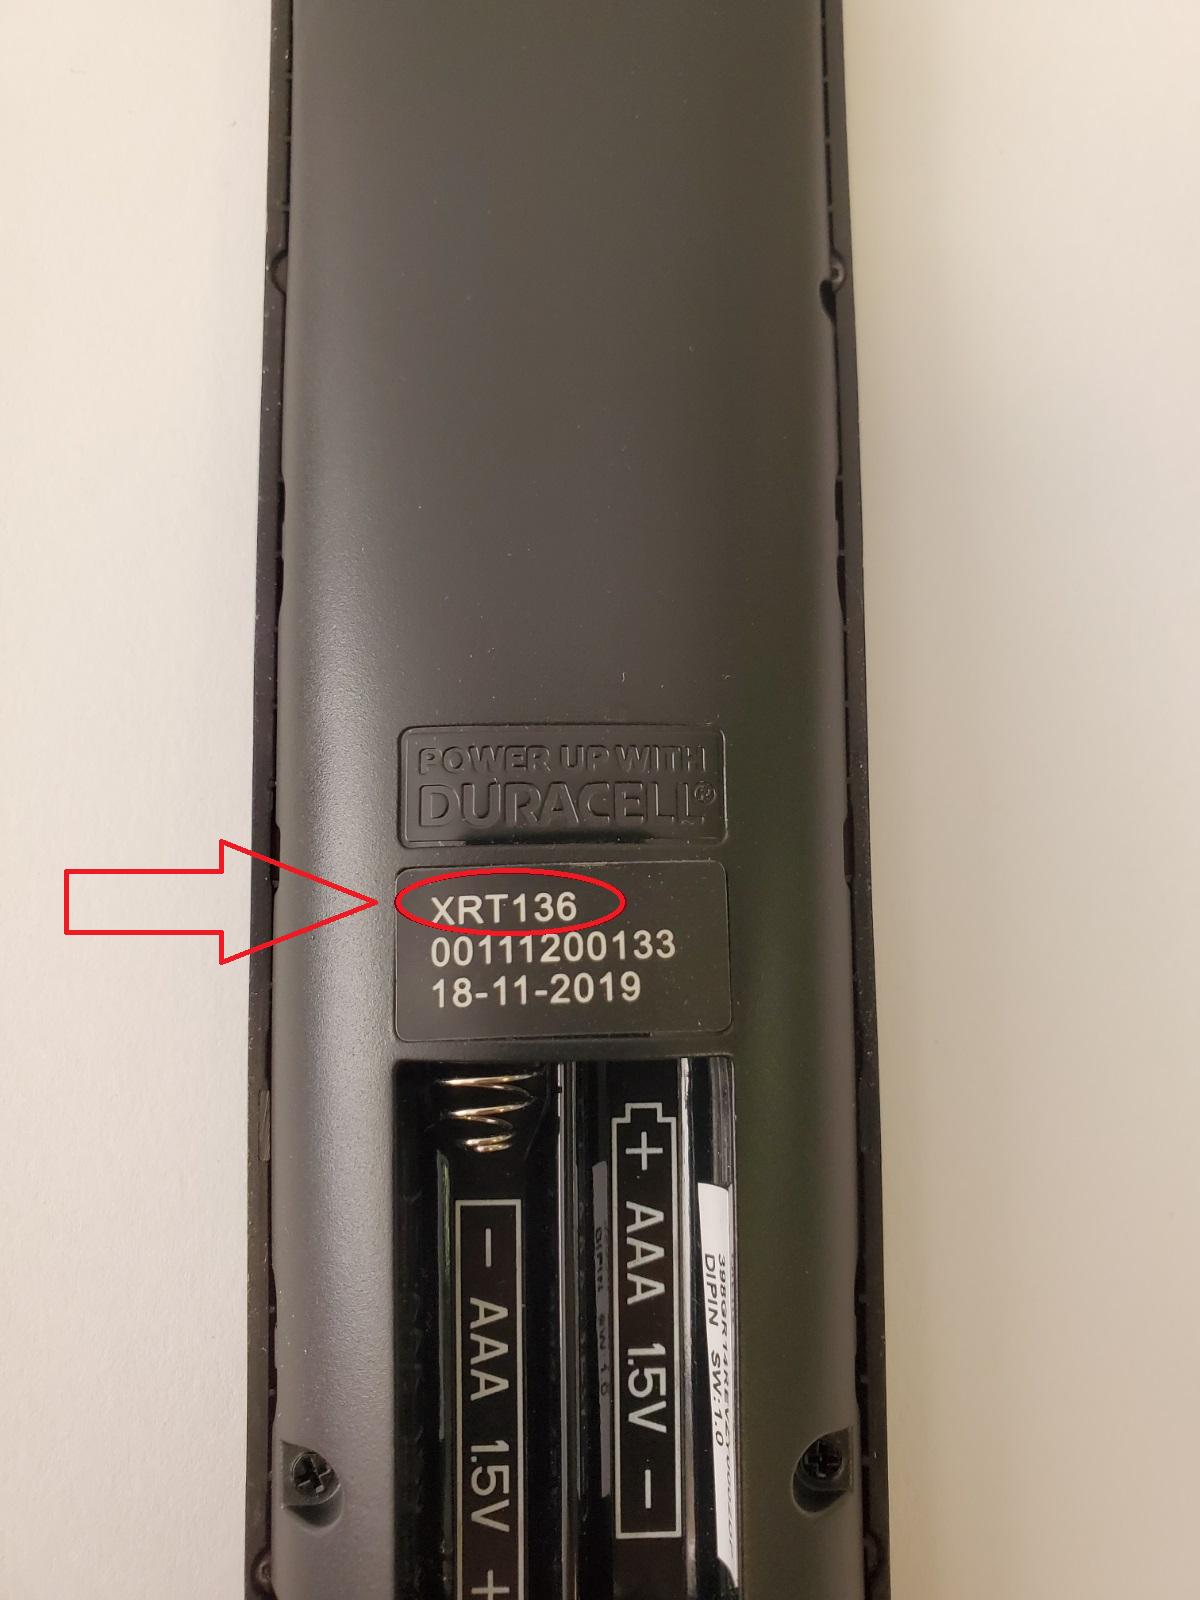 POWER UP WITH
DURACELL®
XRT136
00111200133
18-11-2019
+ AAA 1.5V -
- AAA 1.5V +
DIPIN SW:1.0